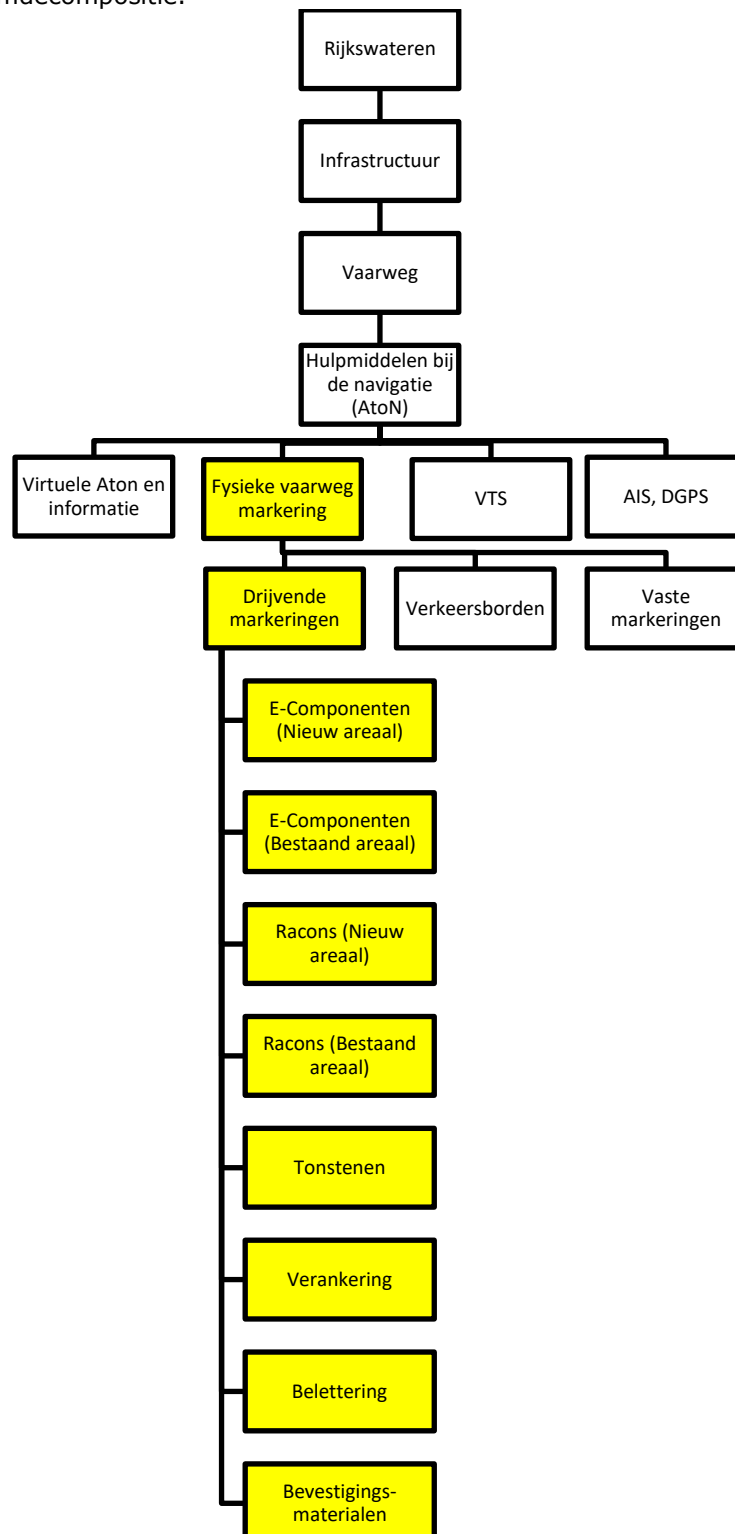 Rijkswateren
Infrastructuur
Vaarweg
Hulpmiddelen bij
de navigatie
(AtoN)
Virtuele Aton en
informatie
Fysieke vaarweg
markering
VTS
AIS, DGPS
Drijvende
markeringen
Verkeersborden
Vaste
markeringen
E-Componenten
(Nieuw areaal)
E-Componenten
(Bestaand areaal)
Racons (Nieuw
areaal)
Racons (Bestaand
areaal)
Tonstenen
Verankering
Belettering
Bevestigings-
materialen